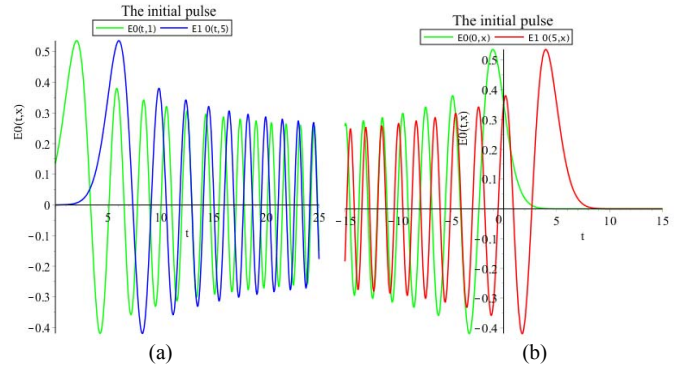 The initial pulse
E0(t,1) E1_0(t,5)
E0(t,x)
0.5
0.4
0.3
0.2
0.1
0
−0.1
−0.2
−0.3
−0.4
5 10 15 20 25
t
(a)
The initial pulse
E0(0,x) E1_0(5,x)
E0(t,x)
0.5
0.4
0.3
0.2
0.1
0
−0.1
−0.2
−0.3
−0.4
−15 −10 −5 5 10 15
t
(b)